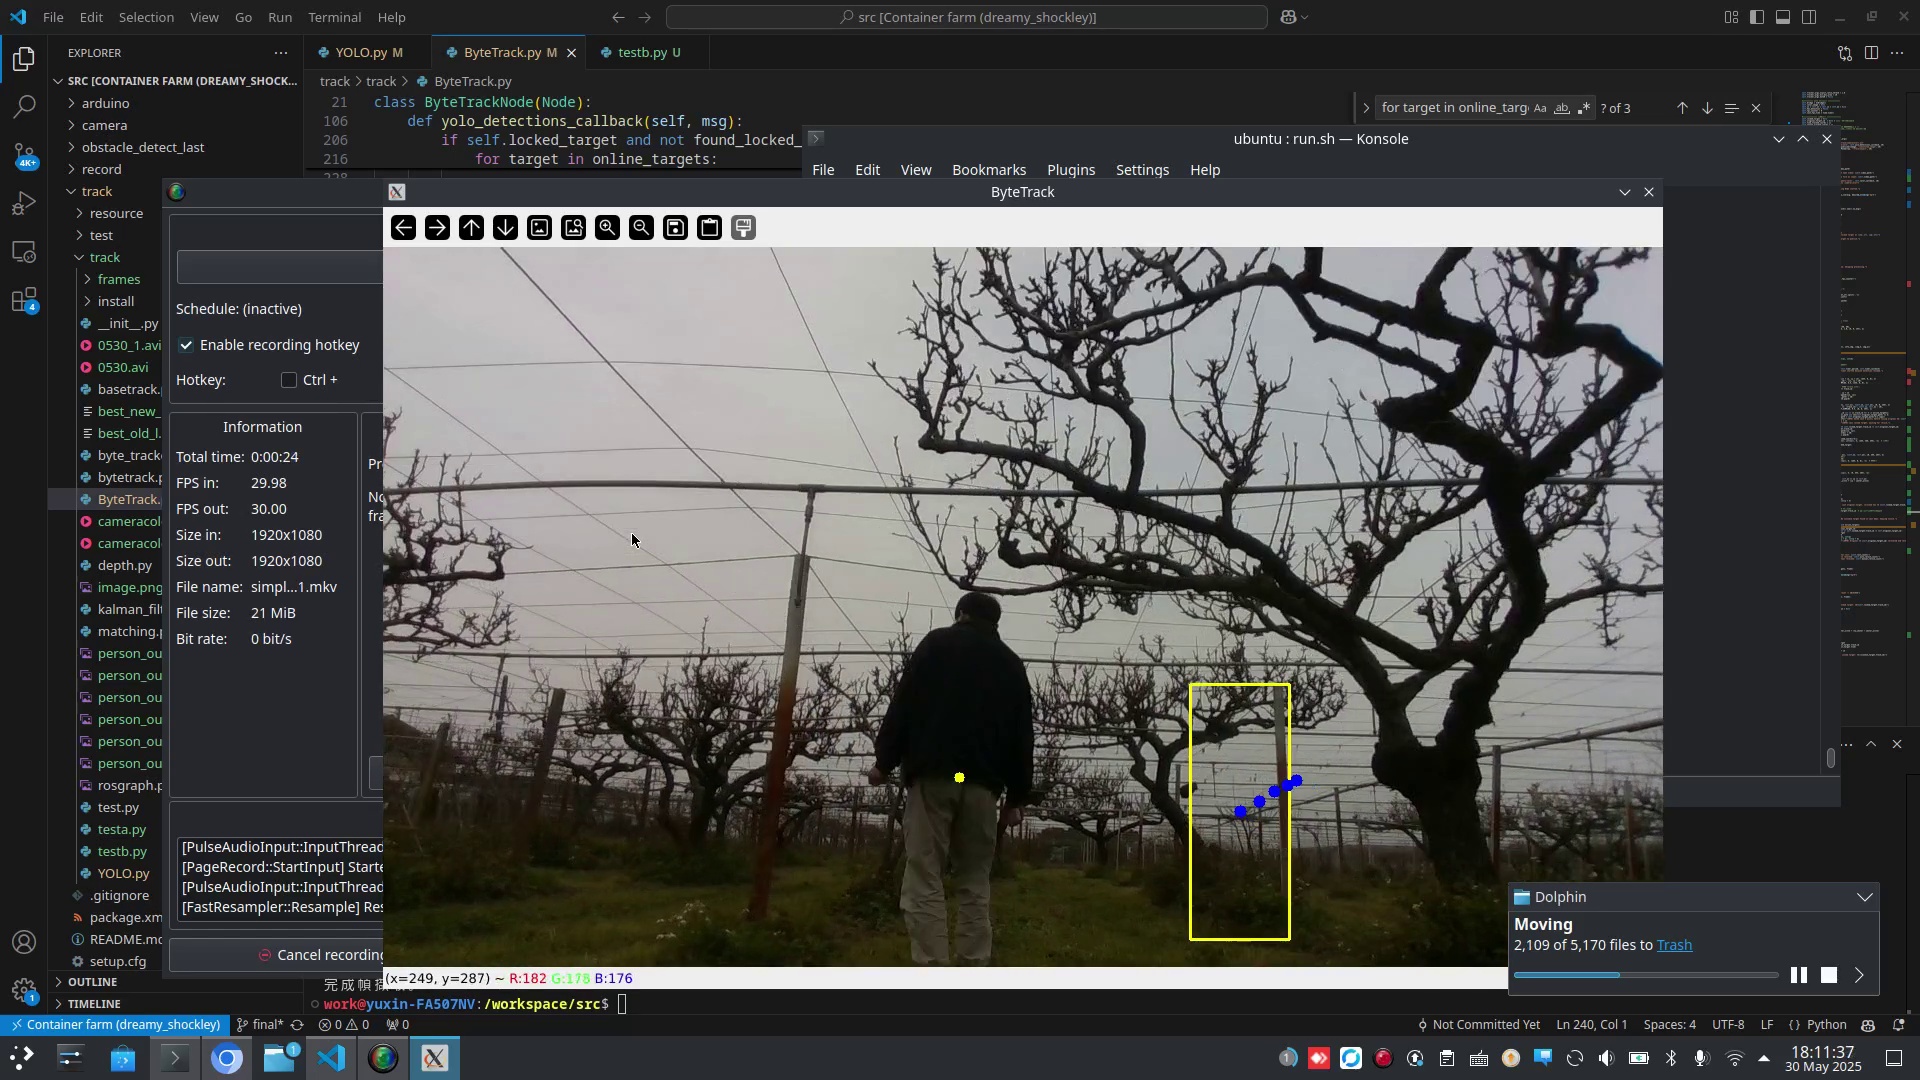 File Edit Selection View Go Run Terminal Help
src [Container farm (dreamy_shockley)]
EXPLORER
SRC [CONTAINER FARM (DREAMY_SHOCK...
arduino
camera
obstacle_detect_last
record
track
resource
test
track
frames
install
__init__.py
0530_1.avi
0530.avi
basetrack.
best_new_
best_old_l.
byte_track
bytetrack.p
ByteTrack.
cameracol
cameracol
depth.py
image.png
kalman_filt
matching.p
person_ou
person_ou
person_ou
person_ou
person_ou
person_ou
rosgraph.p
test.py
testa.py
testb.py
YOLO.py
.gitignore
package.xm
README.md
setup.cfg
OUTLINE
TIMELINE
4K+
4
1
YOLO.py M
ByteTrack.py M
testb.py U
track > track > ByteTrack.py
21 class ByteTrackNode(Node):
106 def yolo_detections_callback(self, msg):
206 if self.locked_target and not found_locked_
216 for target in online_targets:
228
for target in online_targ
Aa ab .*
? of 3
ubuntu : run.sh — Konsole
File Edit View Bookmarks Plugins Settings Help
ByteTrack
Schedule: (inactive)
Enable recording hotkey
Hotkey: Ctrl +
Information
Total time: 0:00:24
FPS in: 29.98
FPS out: 30.00
Size in: 1920x1080
Size out: 1920x1080
File name: simpl...1.mkv
File size: 21 MiB
Bit rate: 0 bit/s
Pr
No
fra
[PulseAudioInput::InputThread
[PageRecord::StartInput] Starte
[PulseAudioInput::InputThread
[FastResampler::Resample] Res
Cancel recording
(x=249, y=287) ~ R:182 G:175 B:176
work@yuxin-FA507NV:/workspace/src$
Dolphin
Moving
2,109 of 5,170 files to Trash
Container farm (dreamy_shockley)
final*
0 0
0
Not Committed Yet
Ln 240, Col 1
Spaces: 4
UTF-8
LF
Python
1
1
18:11:37
30 May 2025